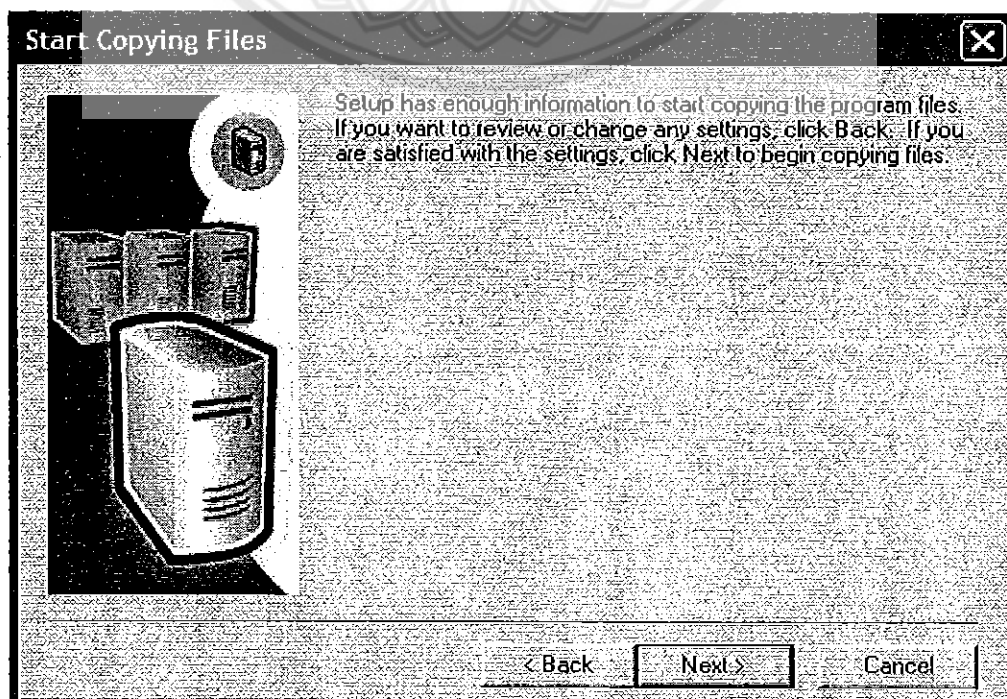 Start Copying Files
Setup has enough information to start copying the program files.
If you want to review or change any settings, click Back. If you
are satisfied with the settings, click Next to begin copying files.
< Back
Next >
Cancel